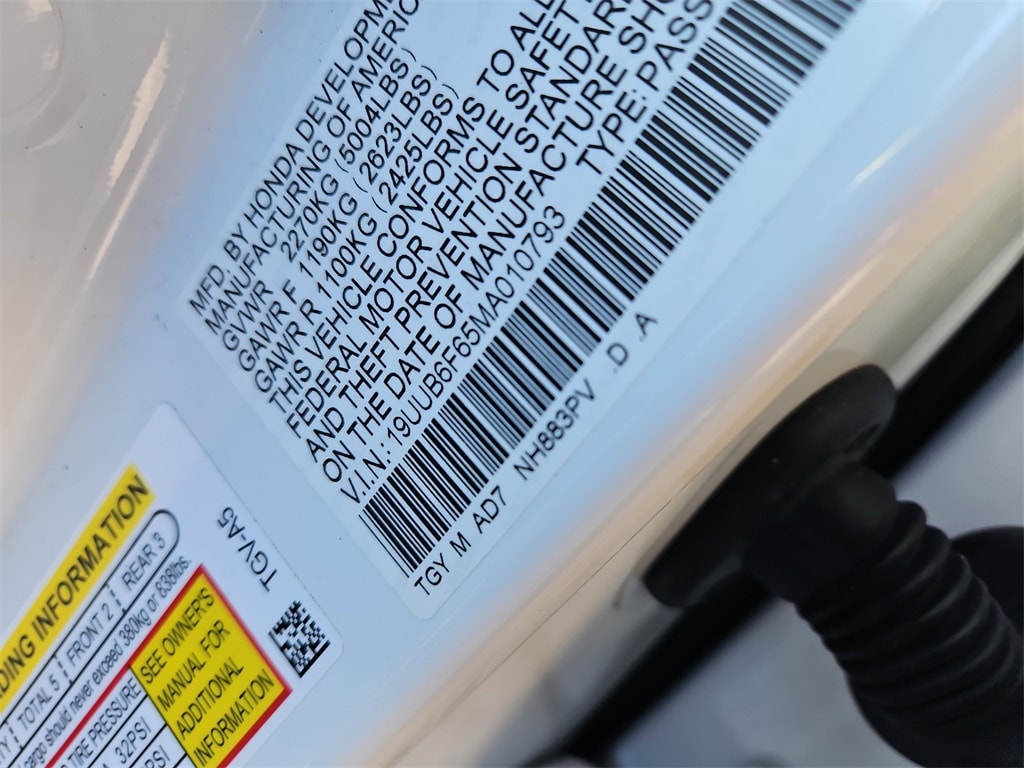 MFD. BY HONDA DEVELOPM
MANUFACTURING OF AMERIC
GVWR 2270KG (5004LBS)
GAWR F 1190KG (2623LBS)
GAWR R 1100KG (2425LBS)
THIS VEHICLE CONFORMS TO ALL
FEDERAL MOTOR VEHICLE SAFET
AND THEFT PREVENTION STANDAR
ON THE DATE OF MANUFACTURE SHO
V.I.N.:19UUB6F65MA010793 TYPE:PASS
TGY M AD7 NH883PV .D .A
DING INFORMATION
TOTAL 5 FRONT 2 REAR 3
cargo should never exceed 380kg or 838lbs.
TIRE PRESSURE
32PSI
PSI
SEE OWNER'S
MANUAL FOR
ADDITIONAL
INFORMATION
TGV-A5